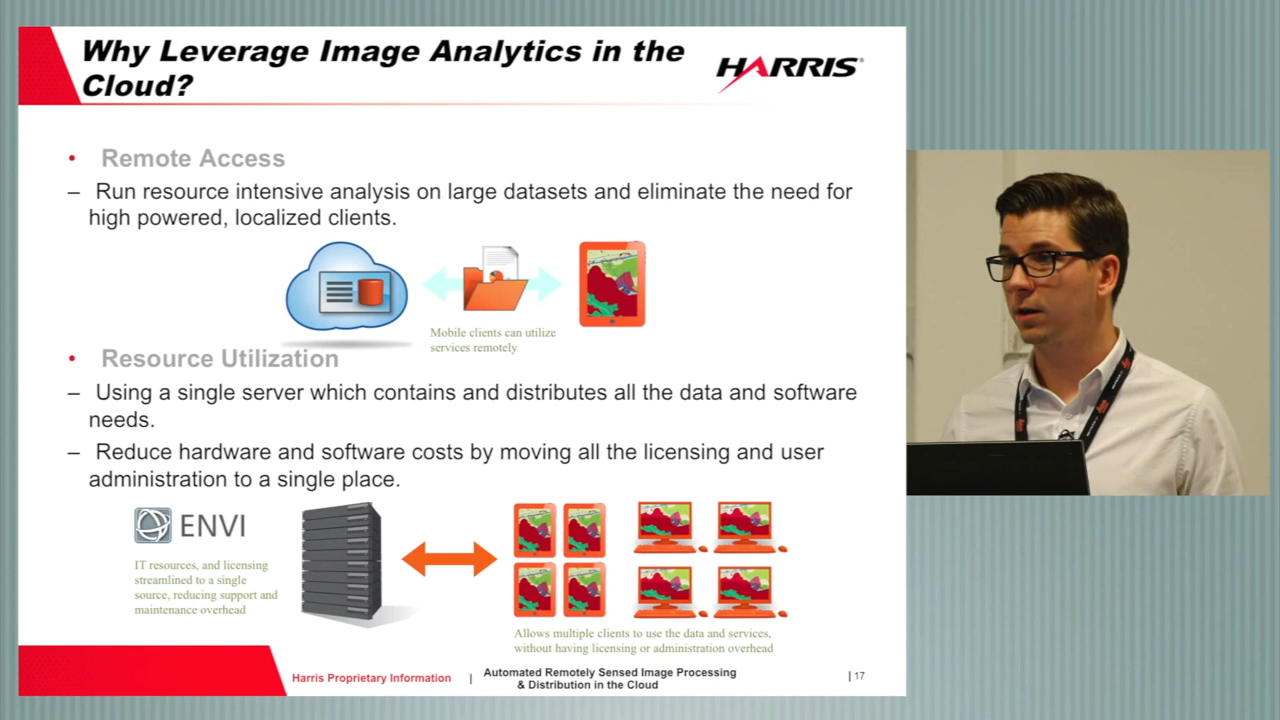 Why Leverage Image Analytics in the
Cloud?
HARRIS®
• Remote Access
– Run resource intensive analysis on large datasets and eliminate the need for
high powered, localized clients.
Mobile clients can utilize
services remotely
• Resource Utilization
– Using a single server which contains and distributes all the data and software
needs.
– Reduce hardware and software costs by moving all the licensing and user
administration to a single place.
ENVI
IT resources, and licensing
streamlined to a single
source, reducing support and
maintenance overhead
Allows multiple clients to use the data and services,
without having licensing or administration overhead
Harris Proprietary Information
| Automated Remotely Sensed Image Processing
& Distribution in the Cloud
| 17